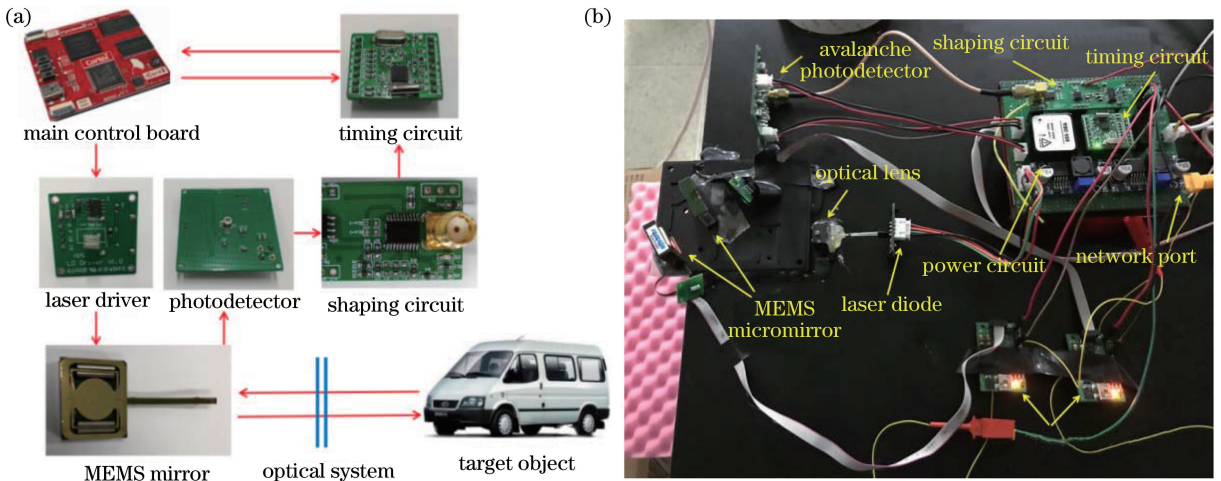 (a)
main control board
timing circuit
laser driver
photodetector
shaping circuit
MEMS mirror
optical system
target object
(b)
avalanche
photodetector
shaping circuit
timing circuit
optical lens
power circuit
network port
laser diode
MEMS
micromirror